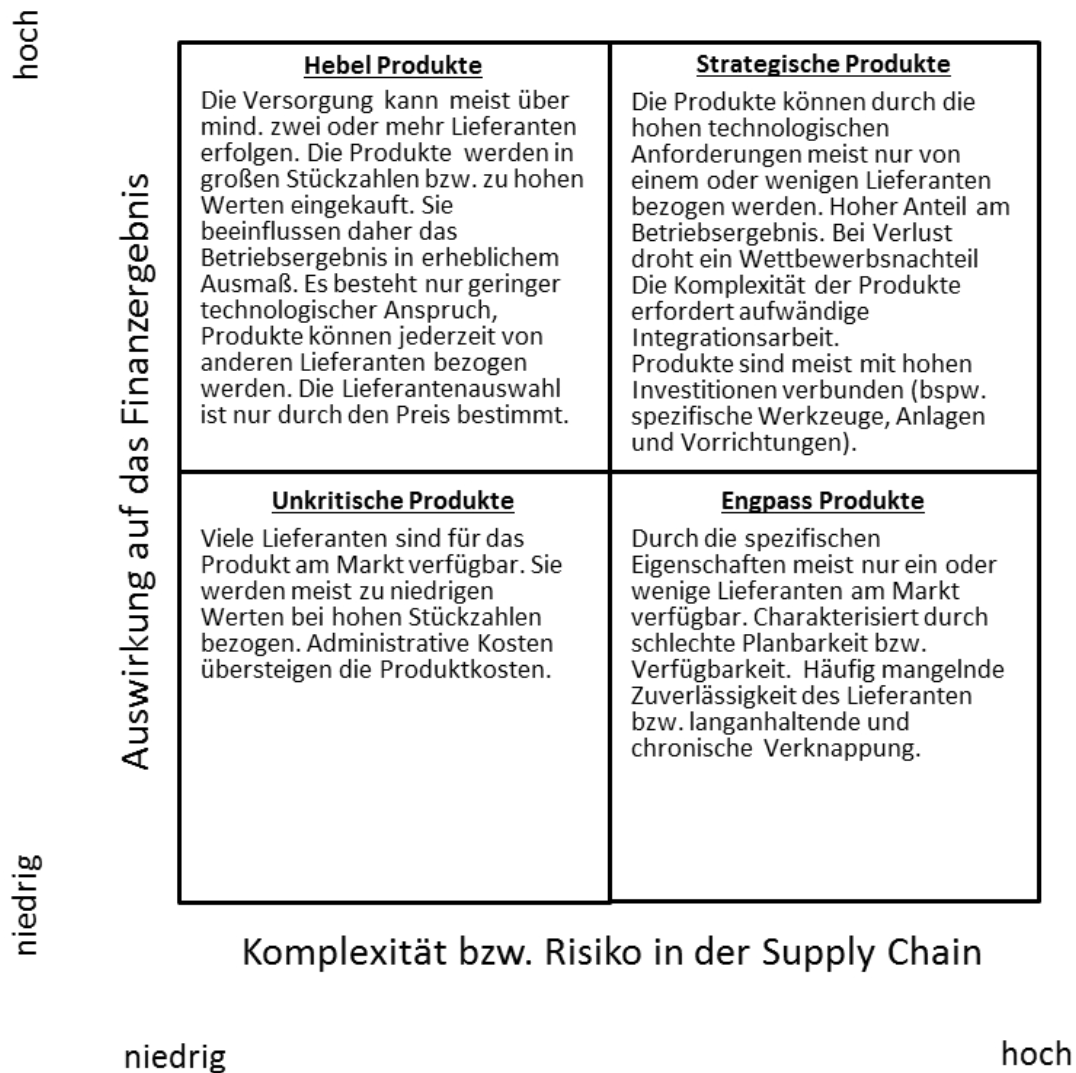 hoch
Auswirkung auf das Finanzergebnis
niedrig
Hebel Produkte
Die Versorgung kann meist über
mind. zwei oder mehr Lieferanten
erfolgen. Die Produkte werden in
großen Stückzahlen bzw. zu hohen
Werten eingekauft. Sie
beeinflussen daher das
Betriebsergebnis in erheblichem
Ausmaß. Es besteht nur geringer
technologischer Anspruch,
Produkte können jederzeit von
anderen Lieferanten bezogen
werden. Die Lieferantenauswahl
ist nur durch den Preis bestimmt.
Strategische Produkte
Die Produkte können durch die
hohen technologischen
Anforderungen meist nur von
einem oder wenigen Lieferanten
bezogen werden. Hoher Anteil am
Betriebsergebnis. Bei Verlust
droht ein Wettbewerbsnachteil
Die Komplexität der Produkte
erfordert aufwändige
Integrationsarbeit.
Produkte sind meist mit hohen
Investitionen verbunden (bspw.
spezifische Werkzeuge, Anlagen
und Vorrichtungen).
Unkritische Produkte
Viele Lieferanten sind für das
Produkt am Markt verfügbar. Sie
werden meist zu niedrigen
Werten bei hohen Stückzahlen
bezogen. Administrative Kosten
übersteigen die Produktkosten.
Engpass Produkte
Durch die spezifischen
Eigenschaften meist nur ein oder
wenige Lieferanten am Markt
verfügbar. Charakterisiert durch
schlechte Planbarkeit bzw.
Verfügbarkeit. Häufig mangelnde
Zuverlässigkeit des Lieferanten
bzw. langanhaltende und
chronische Verknappung.
Komplexität bzw. Risiko in der Supply Chain
niedrig
hoch